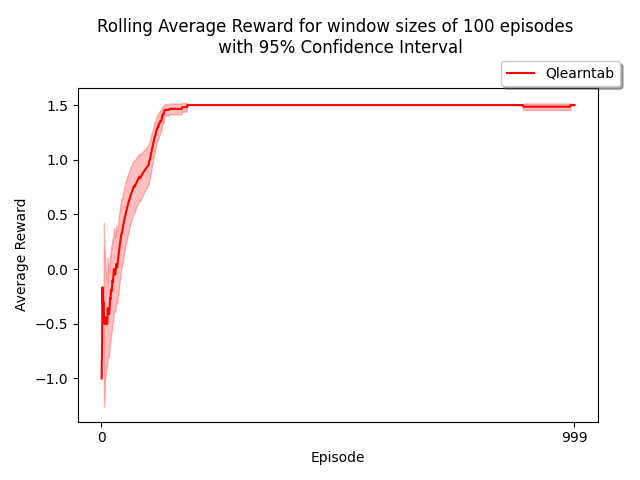 Rolling Average Reward for window sizes of 100 episodes
with 95% Confidence Interval
Qlearntab
1.5
1.0
0.5
0.0
−0.5
−1.0
Average Reward
0
999
Episode